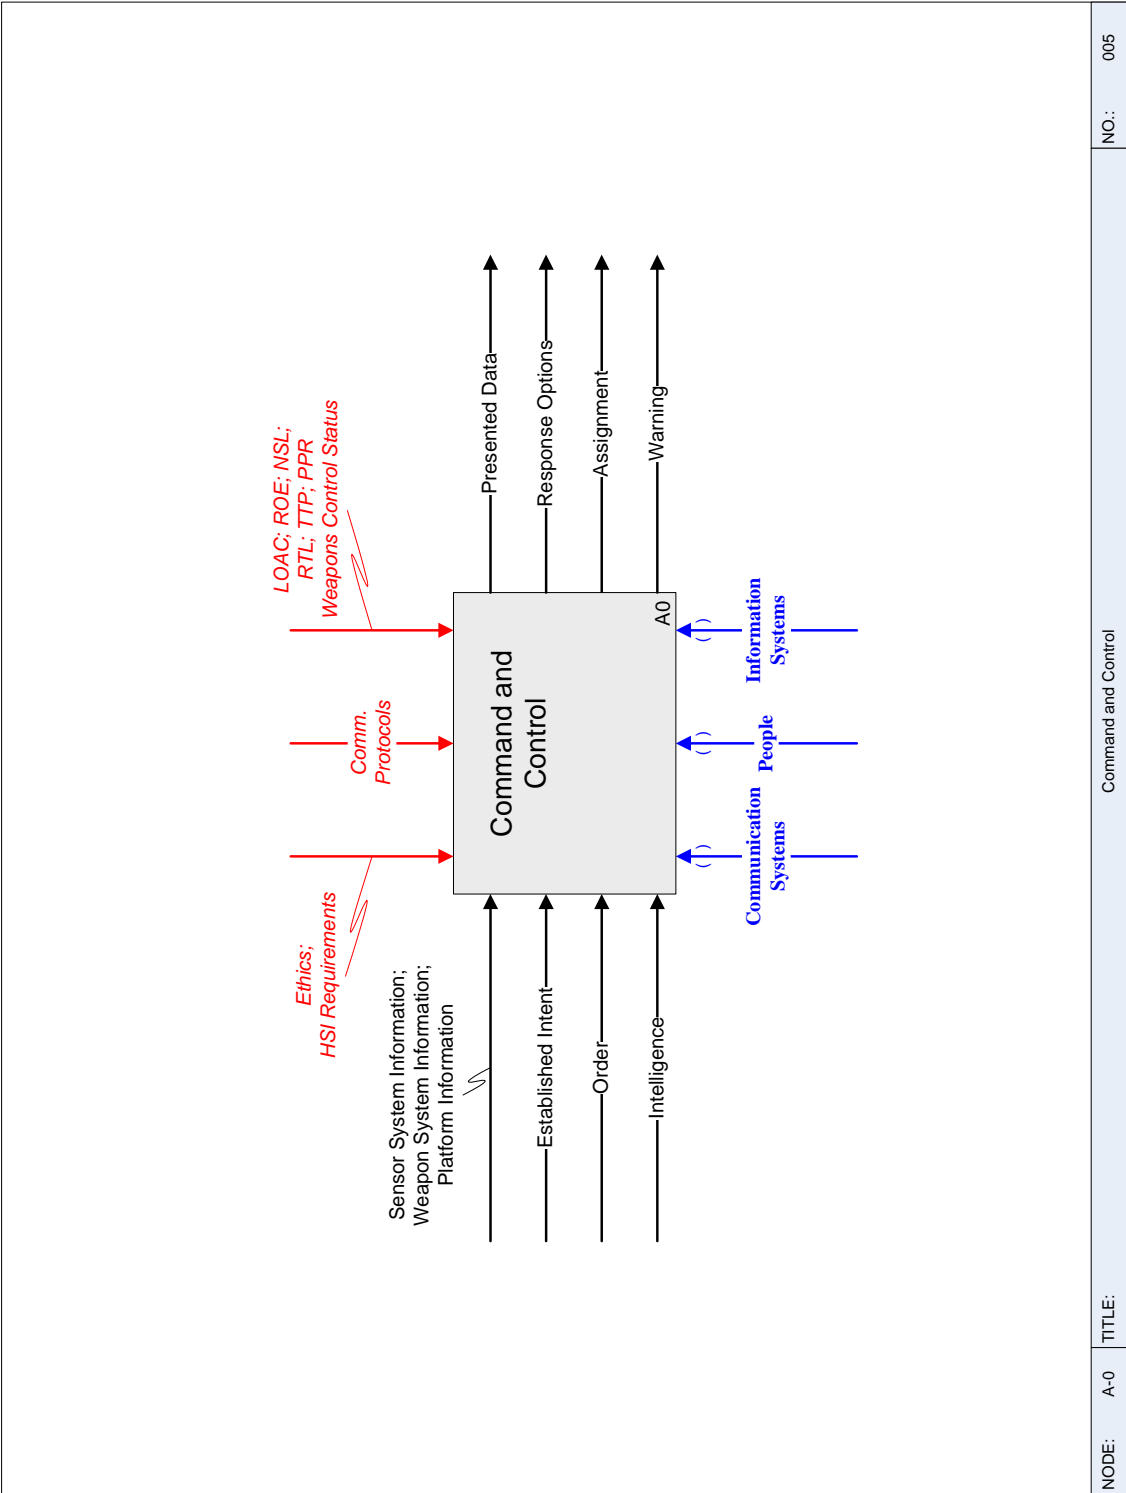 LOAC; ROE; NSL;
RTL; TTP; PPR
Weapons Control Status
Comm.
Protocols
Ethics;
HSI Requirements
Sensor System Information;
Weapon System Information;
Platform Information
Established Intent
Order
Intelligence
Command and
Control
A0
Presented Data
Response Options
Assignment
Warning
( )
Communication
Systems
( )
People
( )
Information
Systems
NODE: A-0 TITLE: Command and Control NO.: 005